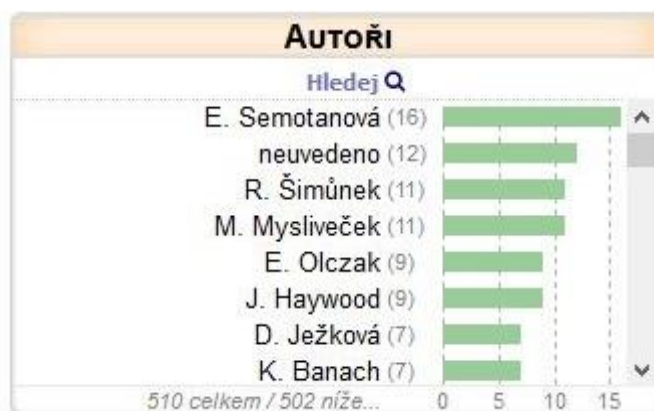 AUTOŘI
Hledej
E. Semotanová (16)
neuvedeno (12)
R. Šimůnek (11)
M. Mysliveček (11)
E. Olczak (9)
J. Haywood (9)
D. Ježková (7)
K. Banach (7)
510 celkem / 502 níže... 0 5 10 15